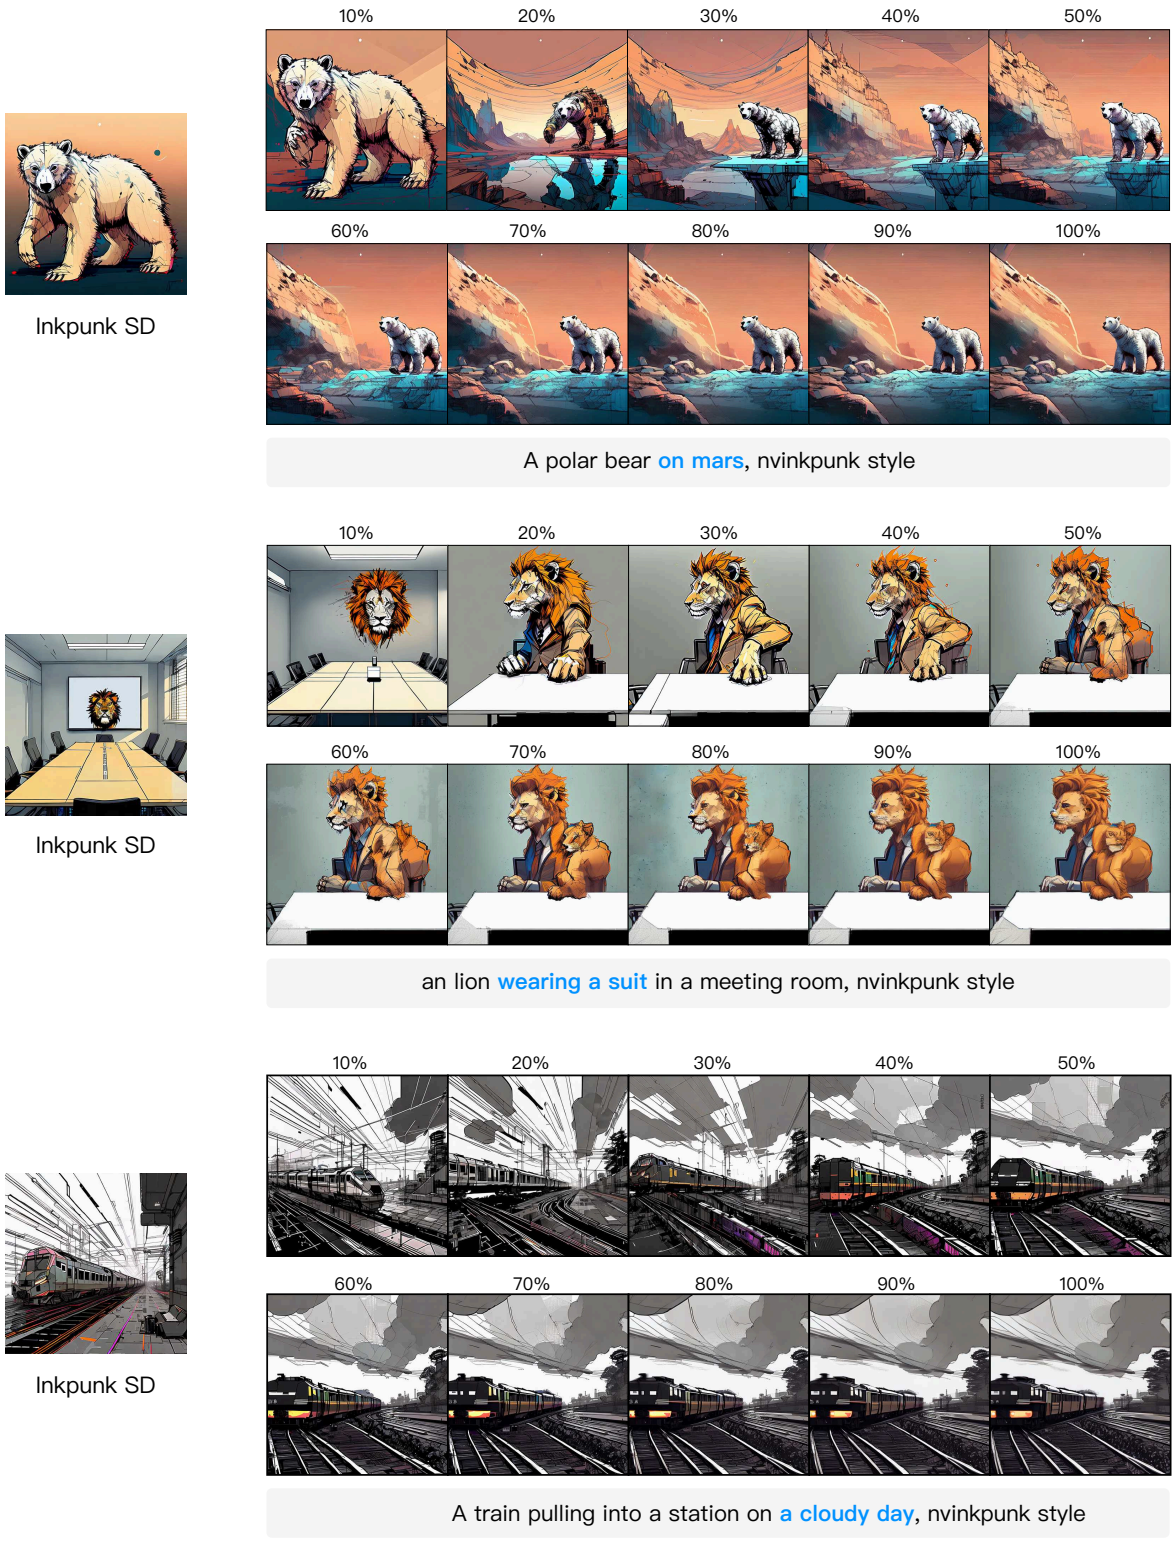 10% 20% 30% 40% 50%
Inkpunk SD
60% 70% 80% 90% 100%
A polar bear on mars, nvinkpunk style
10% 20% 30% 40% 50%
60% 70% 80% 90% 100%
Inkpunk SD
an lion wearing a suit in a meeting room, nvinkpunk style
10% 20% 30% 40% 50%
60% 70% 80% 90% 100%
Inkpunk SD
A train pulling into a station on a cloudy day, nvinkpunk style